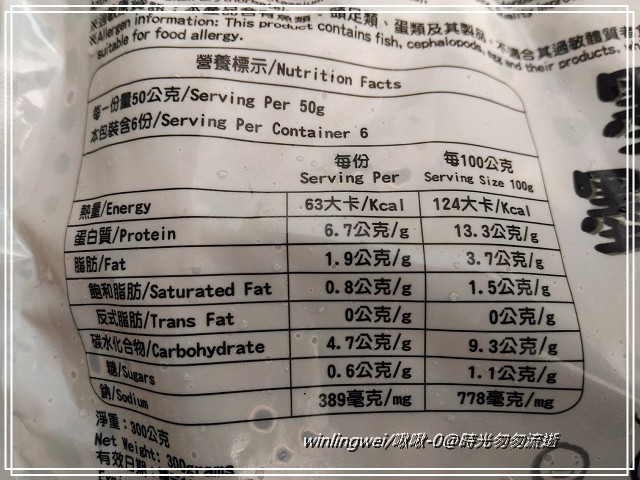 ※Allergen information: This product contains fish, cephalopods, egg and their products,
suitable for food allergy.
營養標示/Nutrition Facts
每一份量50公克/Serving Per 50g
本包裝含6份/Serving Per Container 6
每份 每100公克
Serving Per Serving Size 100g
熱量/Energy 63大卡/Kcal 124大卡/Kcal
蛋白質/Protein 6.7公克/g 13.3公克/g
脂肪/Fat 1.9公克/g 3.7公克/g
飽和脂肪/Saturated Fat 0.8公克/g 1.5公克/g
反式脂肪/Trans Fat 0公克/g 0公克/g
碳水化合物/Carbohydrate 4.7公克/g 9.3公克/g
糖/Sugars 0.6公克/g 1.1公克/g
鈉/Sodium 389毫克/mg 778毫克/mg
淨重:300公克
Net Weight: 300grams
有效日期
winlingwei/啾啾-0@時光匆匆流逝